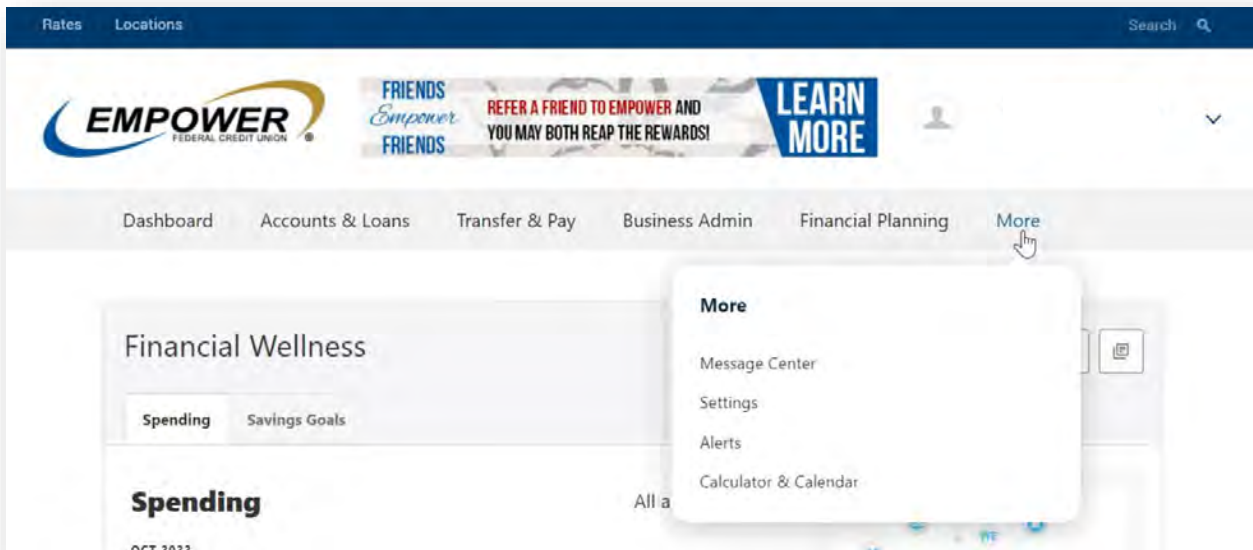 Rates Locations Search
EMPOWER
FEDERAL CREDIT UNION ®
FRIENDS
Empower
FRIENDS
REFER A FRIEND TO EMPOWER AND
YOU MAY BOTH REAP THE REWARDS!
LEARN
MORE
Dashboard Accounts & Loans Transfer & Pay Business Admin Financial Planning More
More
Message Center
Settings
Alerts
Calculator & Calendar
Financial Wellness
Spending Savings Goals
Spending
All a